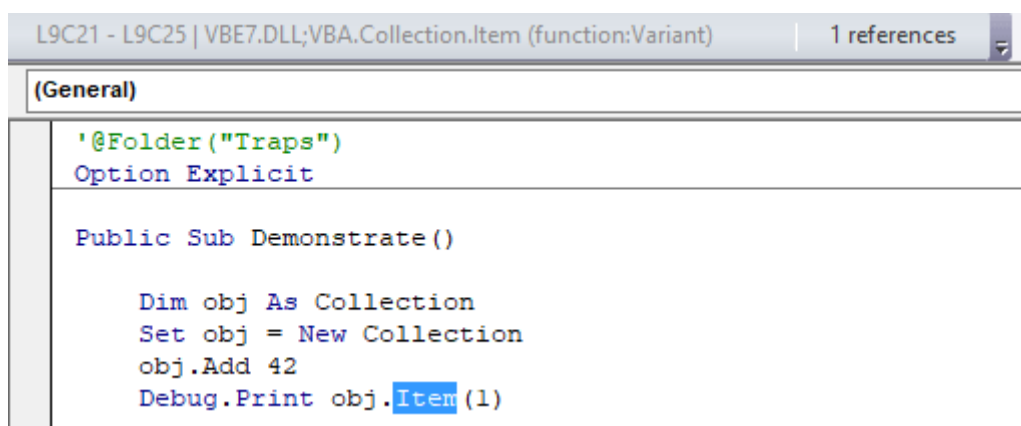 L9C21 - L9C25 | VBE7.DLL;VBA.Collection.Item (function:Variant) 1 references
(General)
'@Folder("Traps")
Option Explicit
Public Sub Demonstrate()
Dim obj As Collection
Set obj = New Collection
obj.Add 42
Debug.Print obj.Item(1)